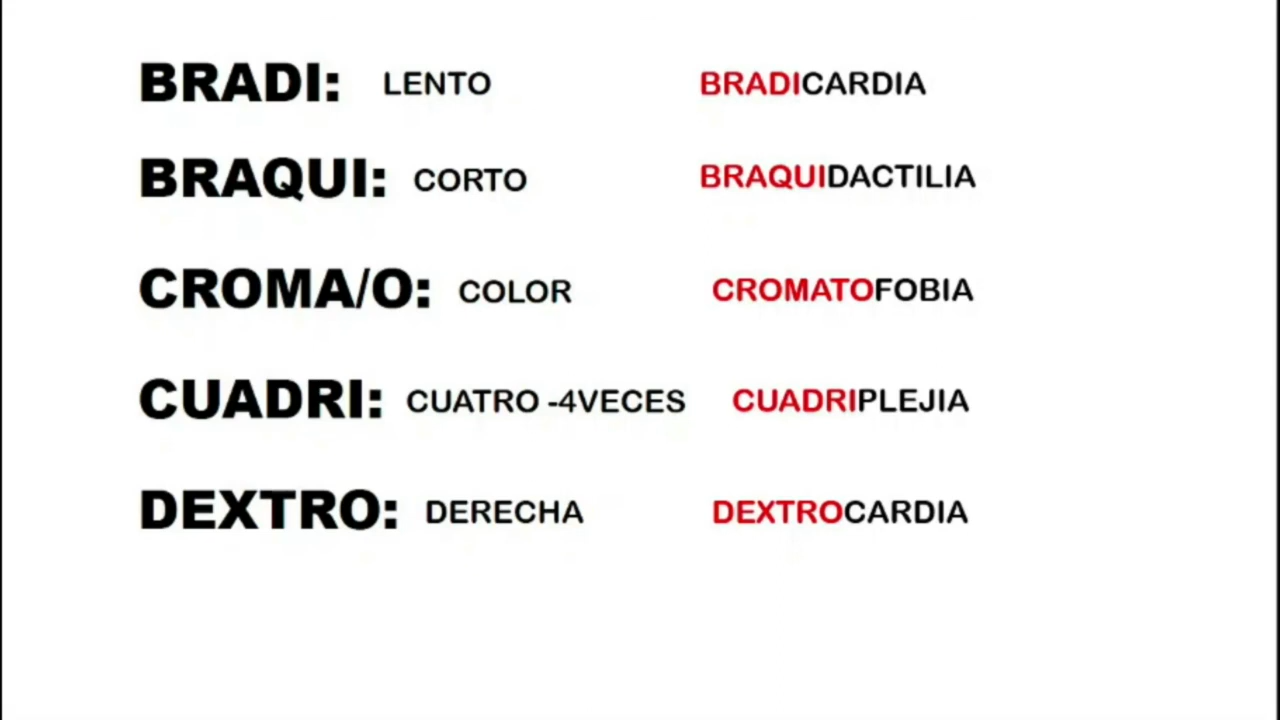 BRADI: LENTO BRADICARDIA
BRAQUI: CORTO BRAQUIDACTILIA
CROMA/O: COLOR CROMATOFOBIA
CUADRI: CUATRO -4VECES CUADRIPLEJIA
DEXTRO: DERECHA DEXTROCARDIA